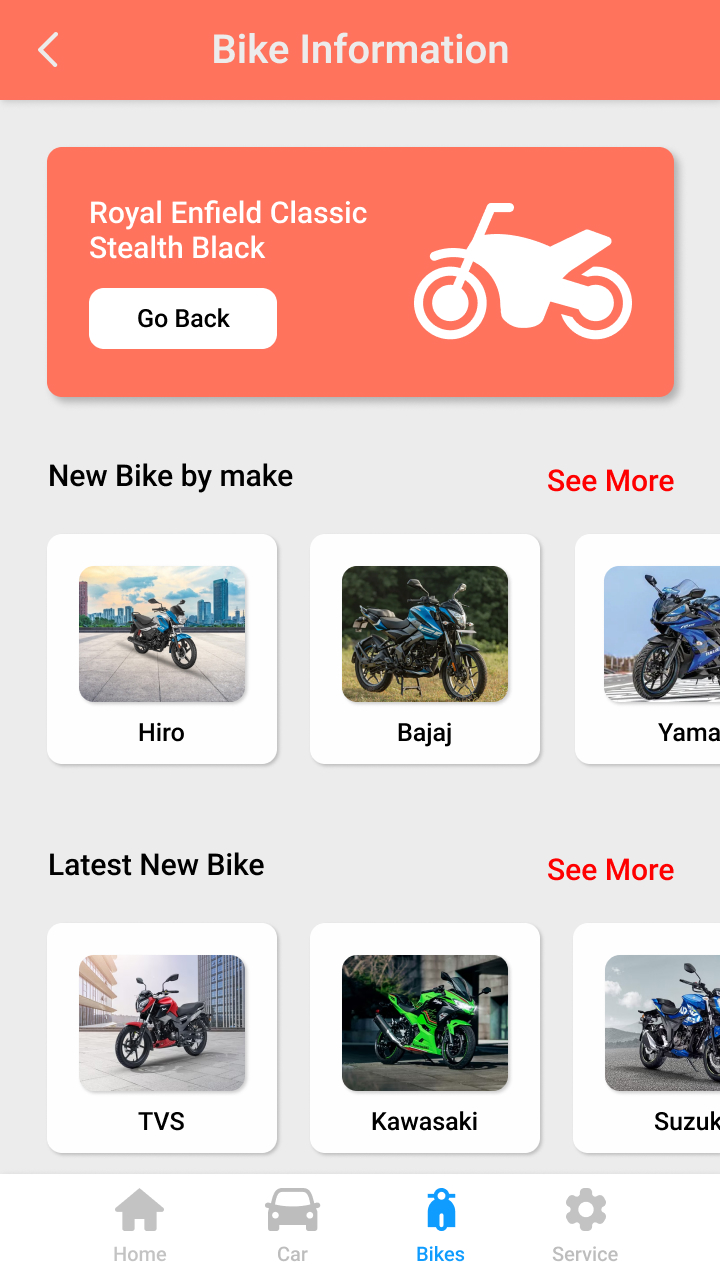 Bike Information
Royal Enfield Classic
Stealth Black
Go Back
New Bike by make
See More
Hiro
Bajaj
Yama
Latest New Bike
See More
TVS
Kawasaki
Suzuk
Home
Car
Bikes
Service